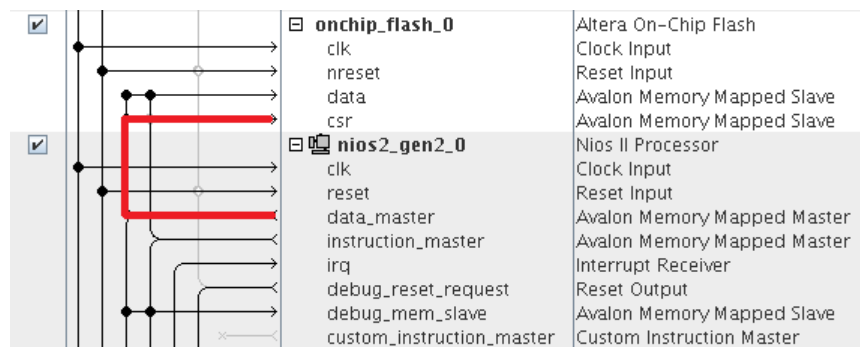 onchip_flash_0 Altera On-Chip Flash
clk Clock Input
nreset Reset Input
data Avalon Memory Mapped Slave
csr Avalon Memory Mapped Slave
nios2_gen2_0 Nios II Processor
clk Clock Input
reset Reset Input
data_master Avalon Memory Mapped Master
instruction_master Avalon Memory Mapped Master
irq Interrupt Receiver
debug_reset_request Reset Output
debug_mem_slave Avalon Memory Mapped Slave
custom_instruction_master Custom Instruction Master